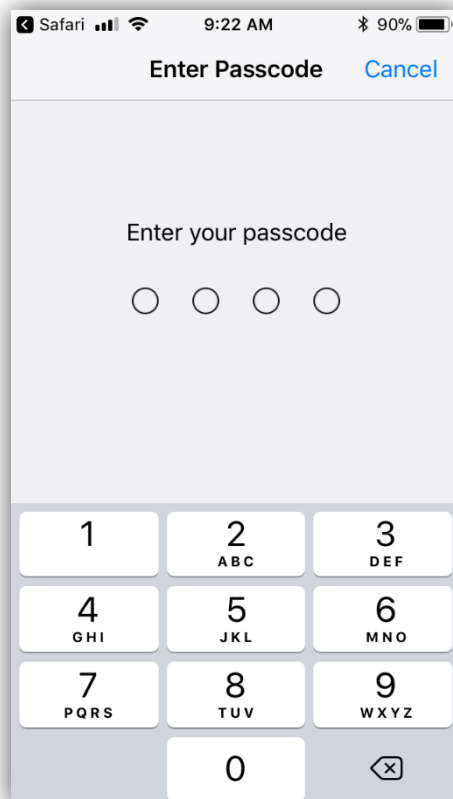 Safari 9:22 AM 90%
Enter Passcode Cancel
Enter your passcode
1 2 3
ABC DEF
4 5 6
GHI JKL MNO
7 8 9
PQRS TUV WXYZ
0